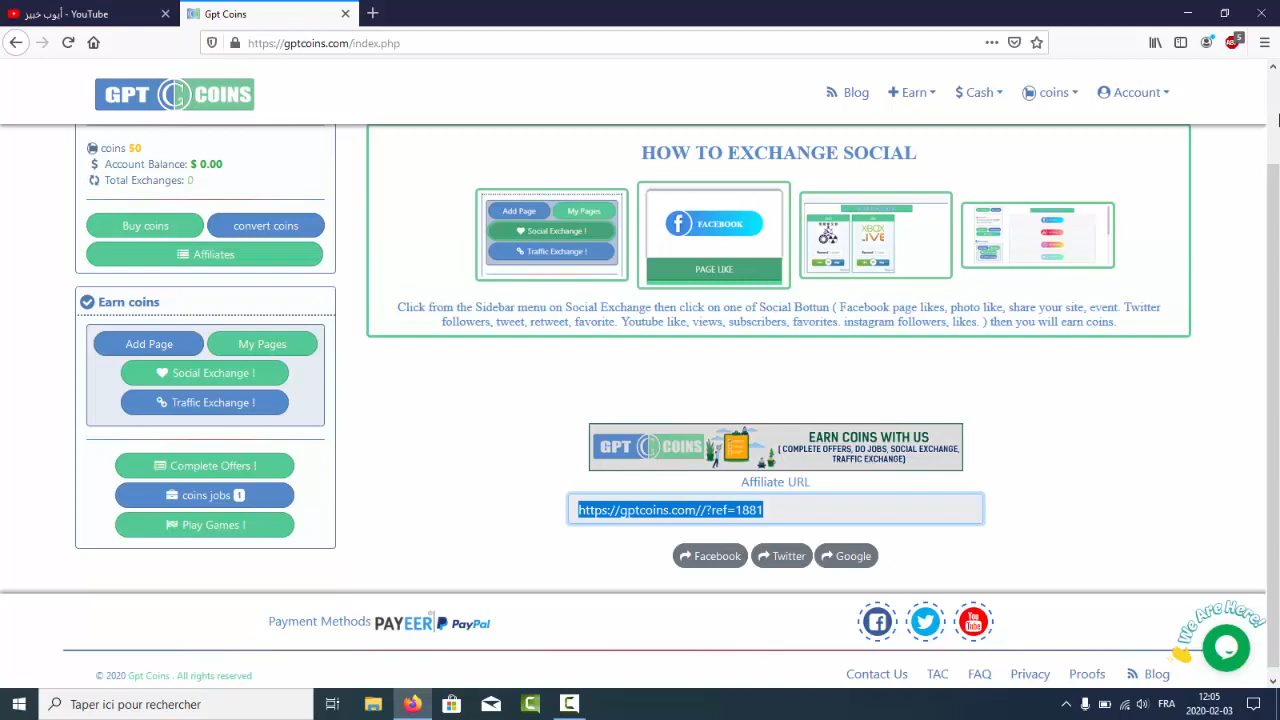 أيوب خبيز - YouTube
Gpt Coins
https://gptcoins.com/index.php
5
GPT COINS
Blog
Earn
$ Cash
coins
Account
coins 50
Account Balance: $ 0.00
Total Exchanges: 0
Buy coins
convert coins
Affiliates
HOW TO EXCHANGE SOCIAL
Add Page
My Pages
Social Exchange !
Traffic Exchange !
FACEBOOK
PAGE LIKE
XBOX
LIVE
Click from the Sidebar menu on Social Exchange then click on one of Social Bottun ( Facebook page likes, photo like, share your site, event. Twitter
followers, tweet, retweet, favorite. Youtube like, views, subscribers, favorites. instagram followers, likes. ) then you will earn coins.
Earn coins
Add Page
My Pages
Social Exchange !
Traffic Exchange !
Complete Offers !
coins jobs 1
Play Games !
GPT COINS
EARN COINS WITH US
( COMPLETE OFFERS, DO JOBS, SOCIAL EXCHANGE,
TRAFFIC EXCHANGE)
Affiliate URL
https://gptcoins.com//?ref=1881
Facebook
Twitter
Google
Payment Methods PAYEER PayPal
You
Tube
We Are Here!
© 2020 Gpt Coins . All rights reserved
Contact Us
TAC
FAQ
Privacy
Proofs
Blog
Taper ici pour rechercher
FRA
12:05
2020-02-03